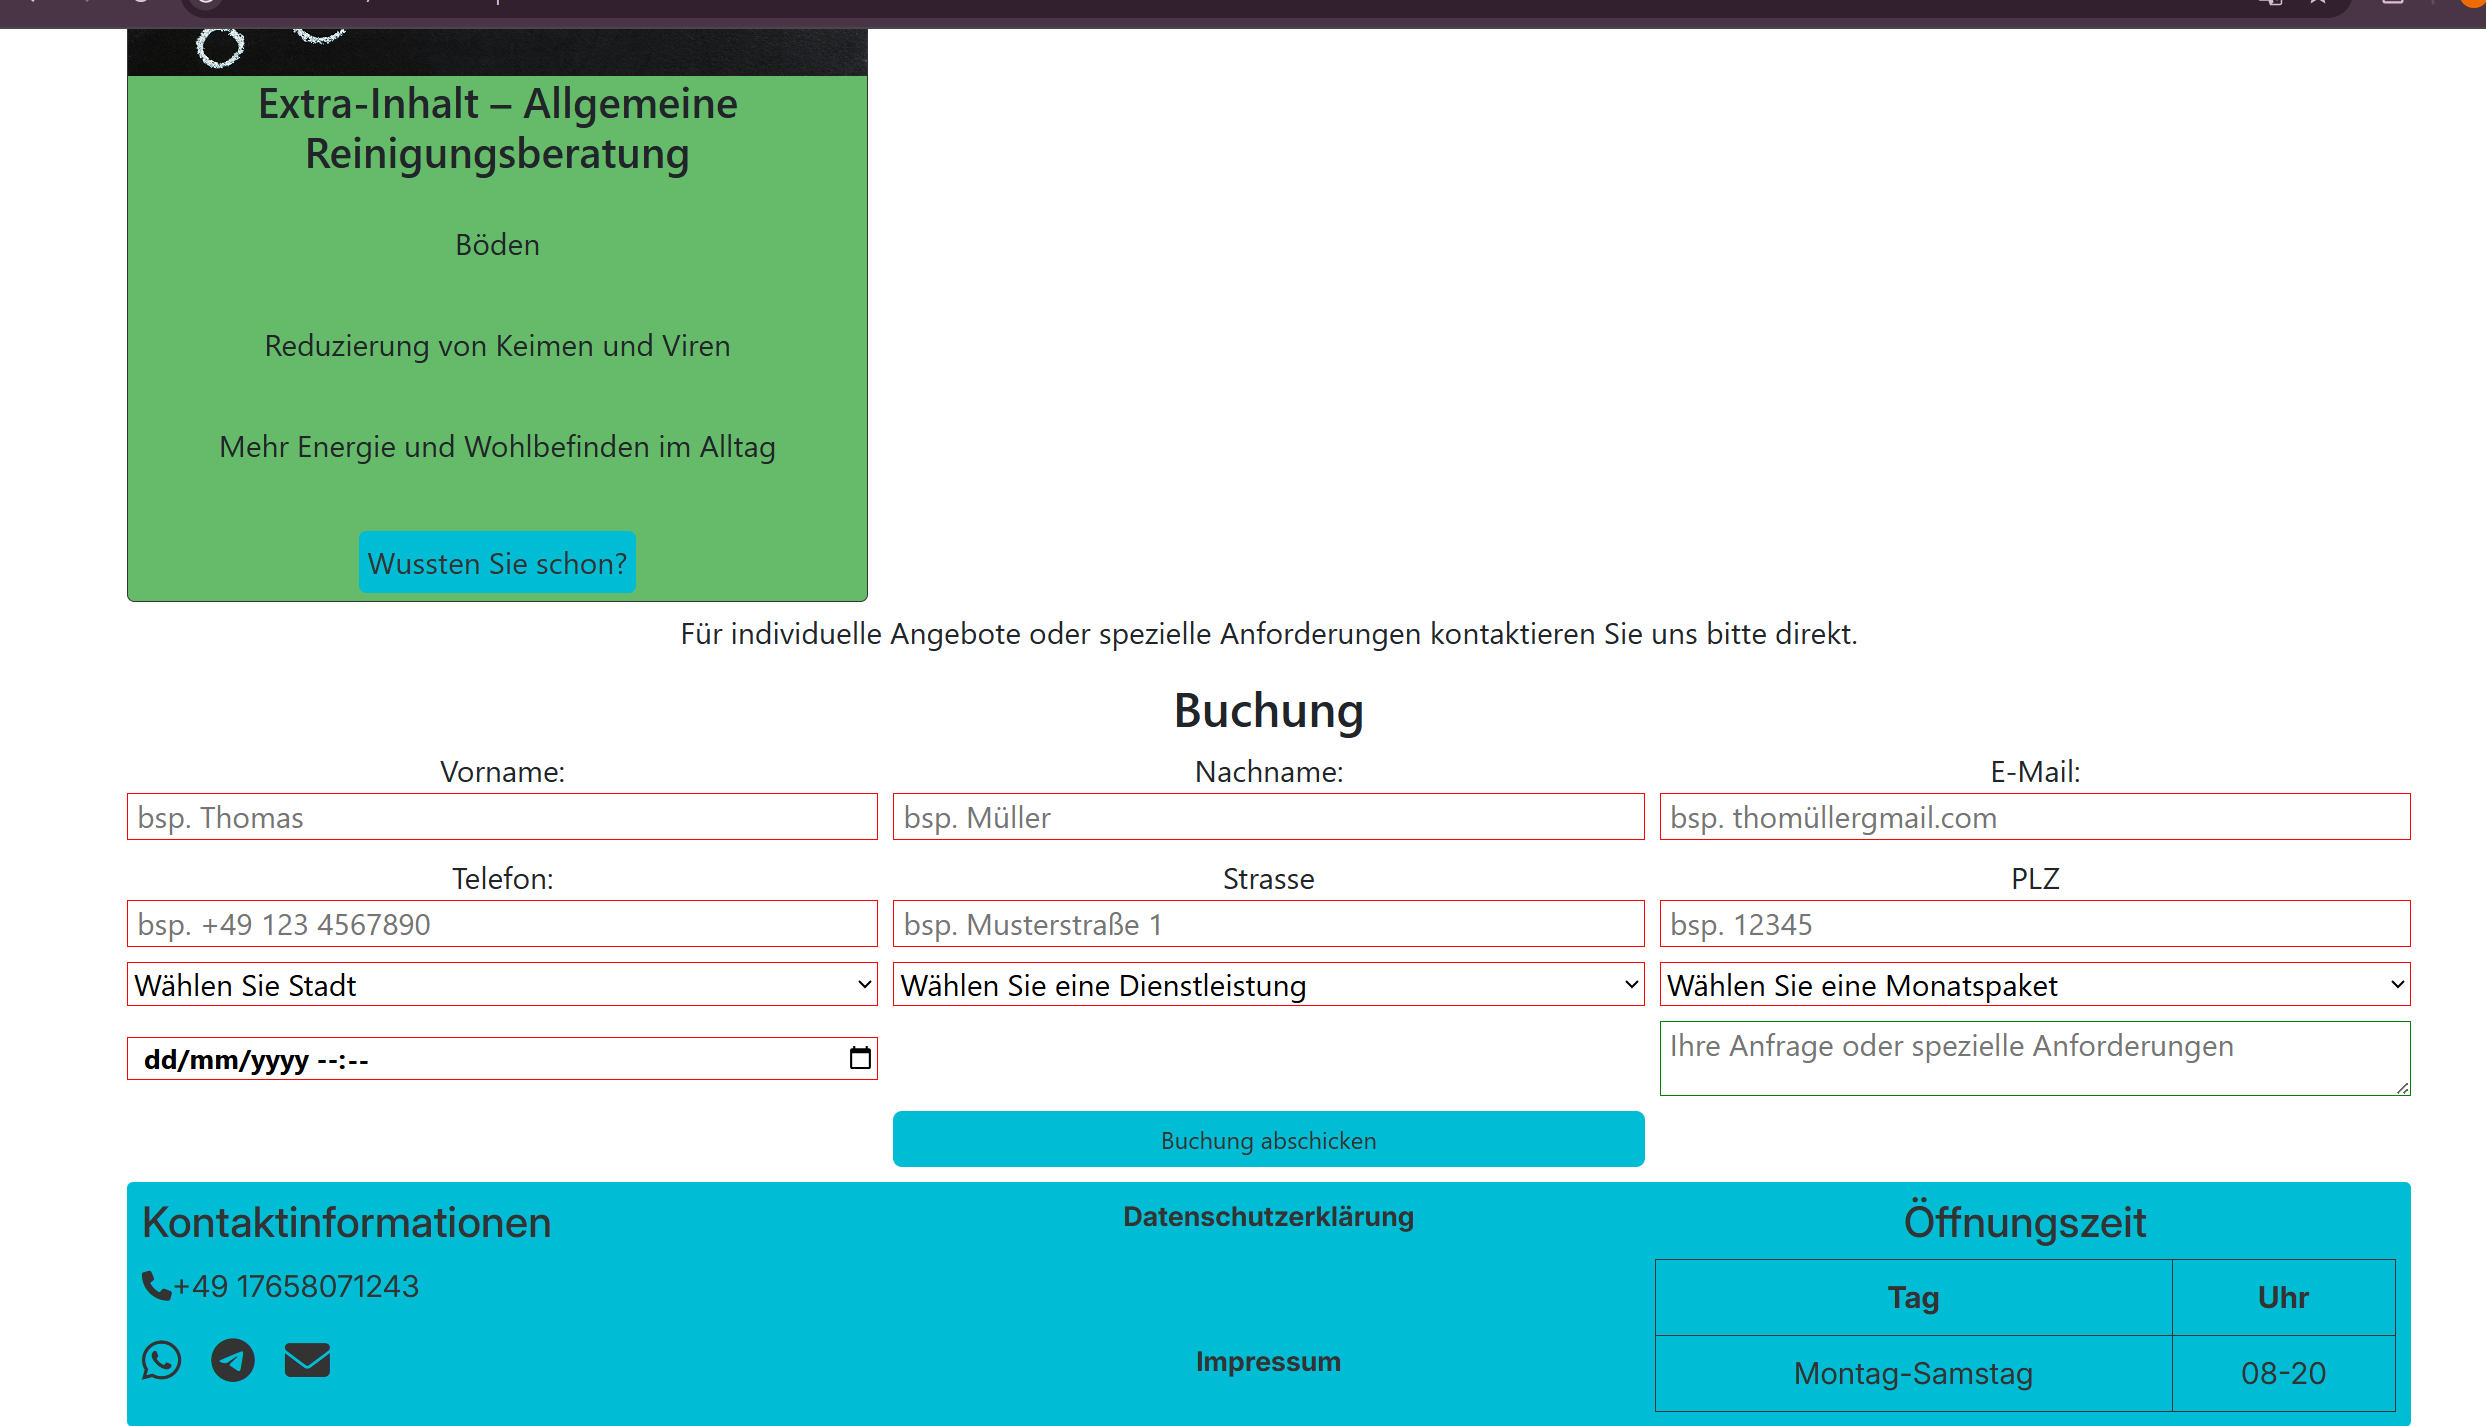 Extra-Inhalt – Allgemeine
Reinigungsberatung
Böden
Reduzierung von Keimen und Viren
Mehr Energie und Wohlbefinden im Alltag
Wussten Sie schon?
Für individuelle Angebote oder spezielle Anforderungen kontaktieren Sie uns bitte direkt.
Buchung
Vorname:
Nachname:
E-Mail:
bsp. Thomas
bsp. Müller
bsp. thomüllergmail.com
Telefon:
Strasse
PLZ
bsp. +49 123 4567890
bsp. Musterstraße 1
bsp. 12345
Wählen Sie Stadt
Wählen Sie eine Dienstleistung
Wählen Sie eine Monatspaket
dd/mm/yyyy --:--
Ihre Anfrage oder spezielle Anforderungen
Buchung abschicken
Kontaktinformationen
+49 17658071243
Datenschutzerklärung
Impressum
Öffnungszeit
Tag Uhr
Montag-Samstag 08-20